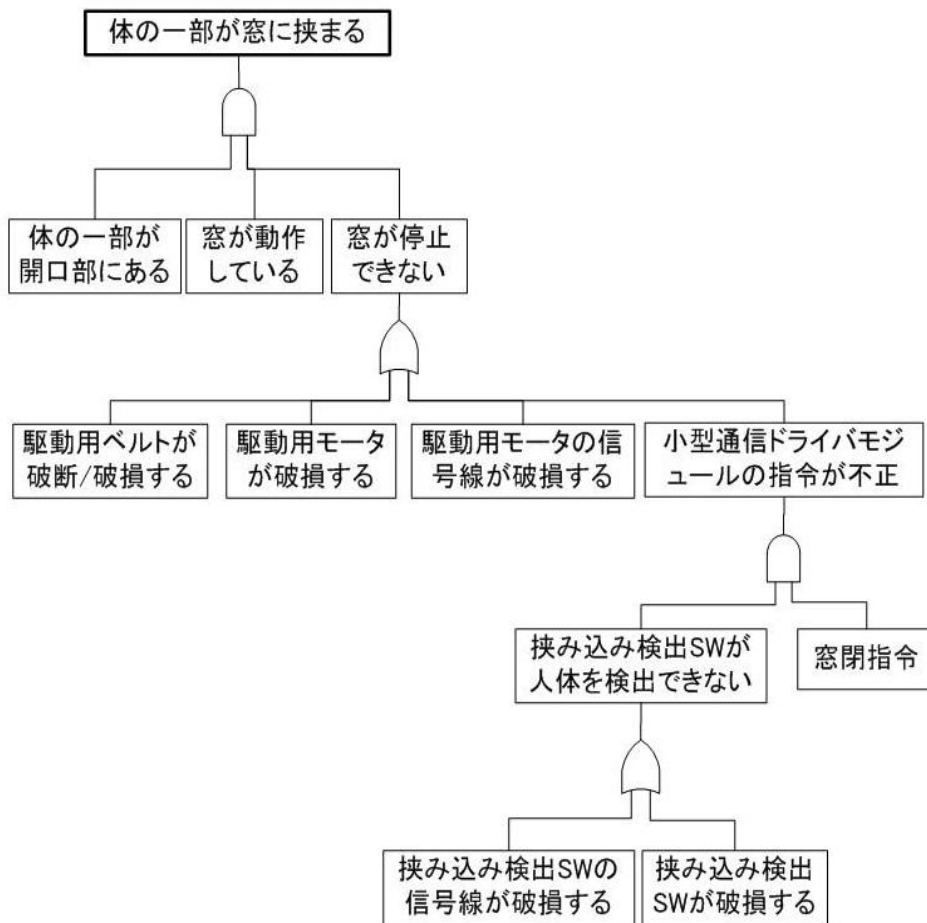 体の一部が窓に挟まる
体の一部が
開口部にある
窓が動作
している
窓が停止
できない
駆動用ベルトが
破断/破損する
駆動用モータ
が破損する
駆動用モータの信
号線が破損する
小型通信ドライバモジ
ュールの指令が不正
挟み込み検出SWが
人体を検出できない
窓閉指令
挟み込み検出SWの
信号線が破損する
挟み込み検出
SWが破損する